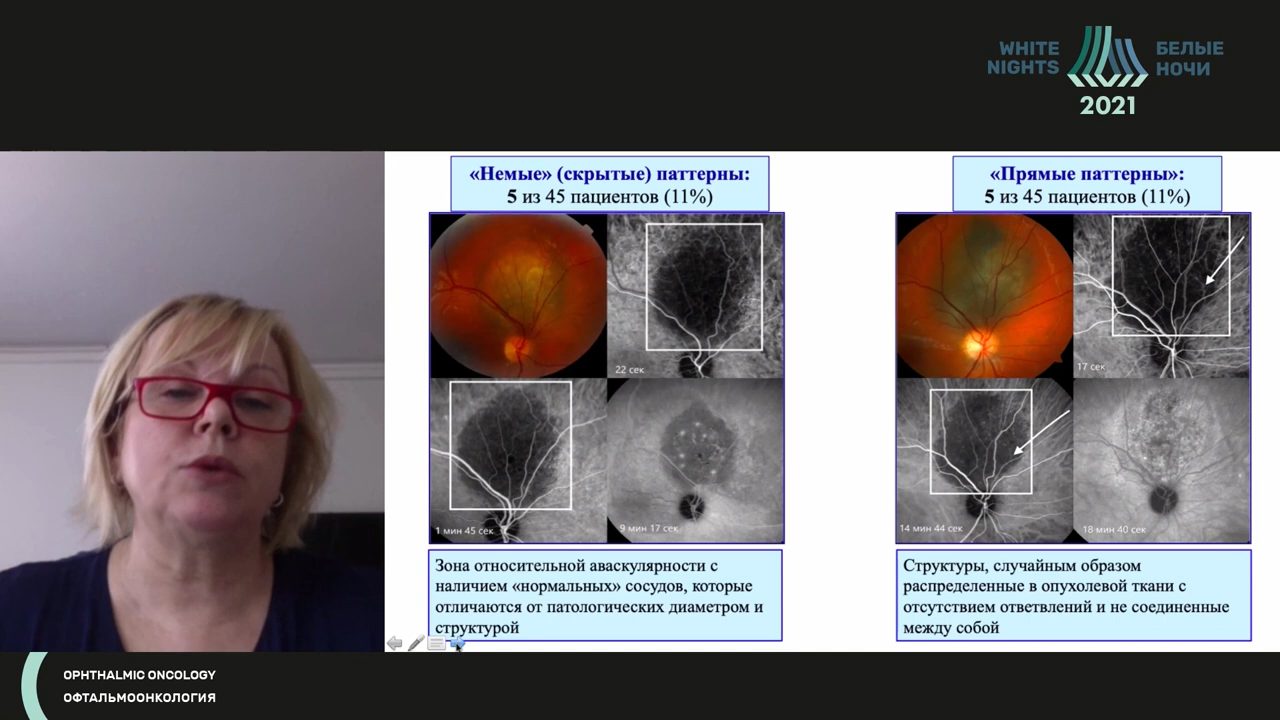 WHITE
NIGHTS
БЕЛЫЕ
НОЧИ
2021
«Немые» (скрытые) паттерны:
5 из 45 пациентов (11%)
22 сек
1 мин 45 сек
9 мин 17 сек
Зона относительной аваскулярности с
наличием «нормальных» сосудов, которые
отличаются от патологических диаметром и
структурой
«Прямые паттерны»:
5 из 45 пациентов (11%)
17 сек
14 мин 44 сек
18 мин 40 сек
Структуры, случайным образом
распределенные в опухолевой ткани с
отсутствием ответвлений и не соединенные
между собой
OPHTHALMIC ONCOLOGY
ОФТАЛЬМООНКОЛОГИЯ